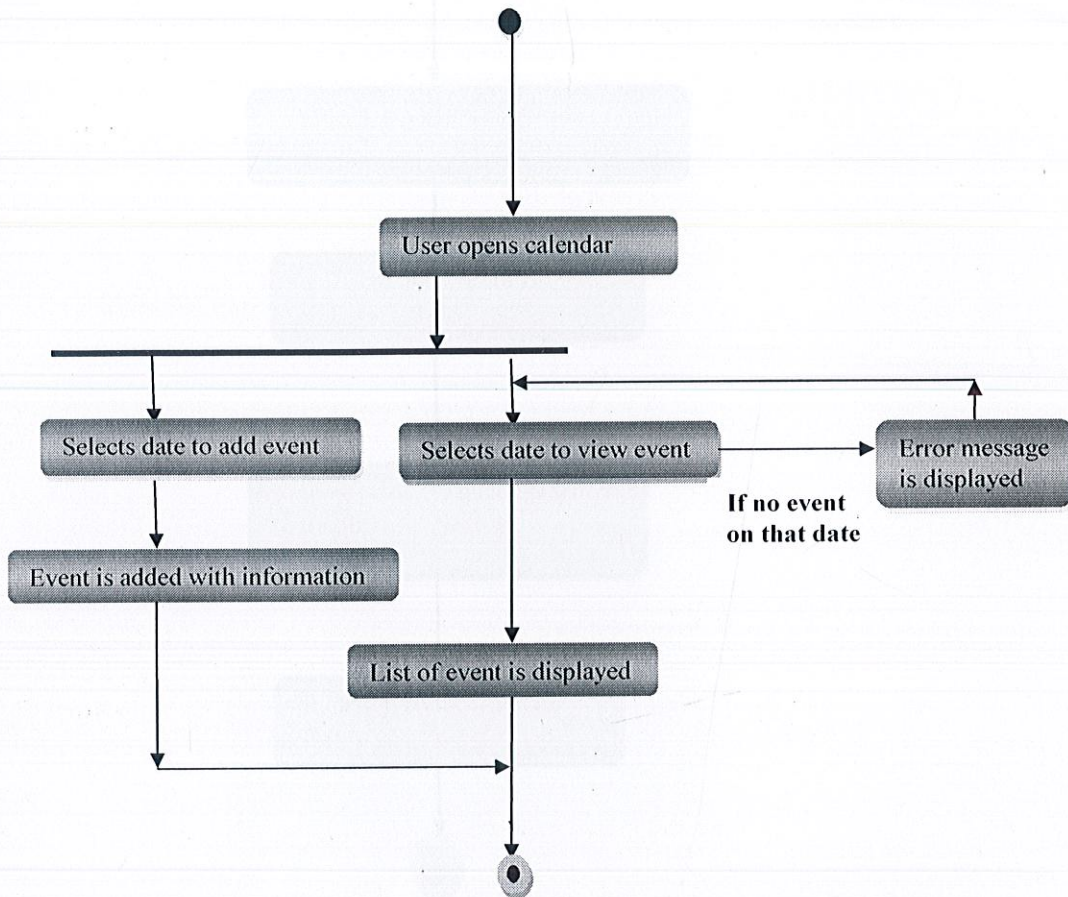 User opens calendar
Selects date to add event
Selects date to view event
Error message
is displayed
If no event
on that date
Event is added with information
List of event is displayed